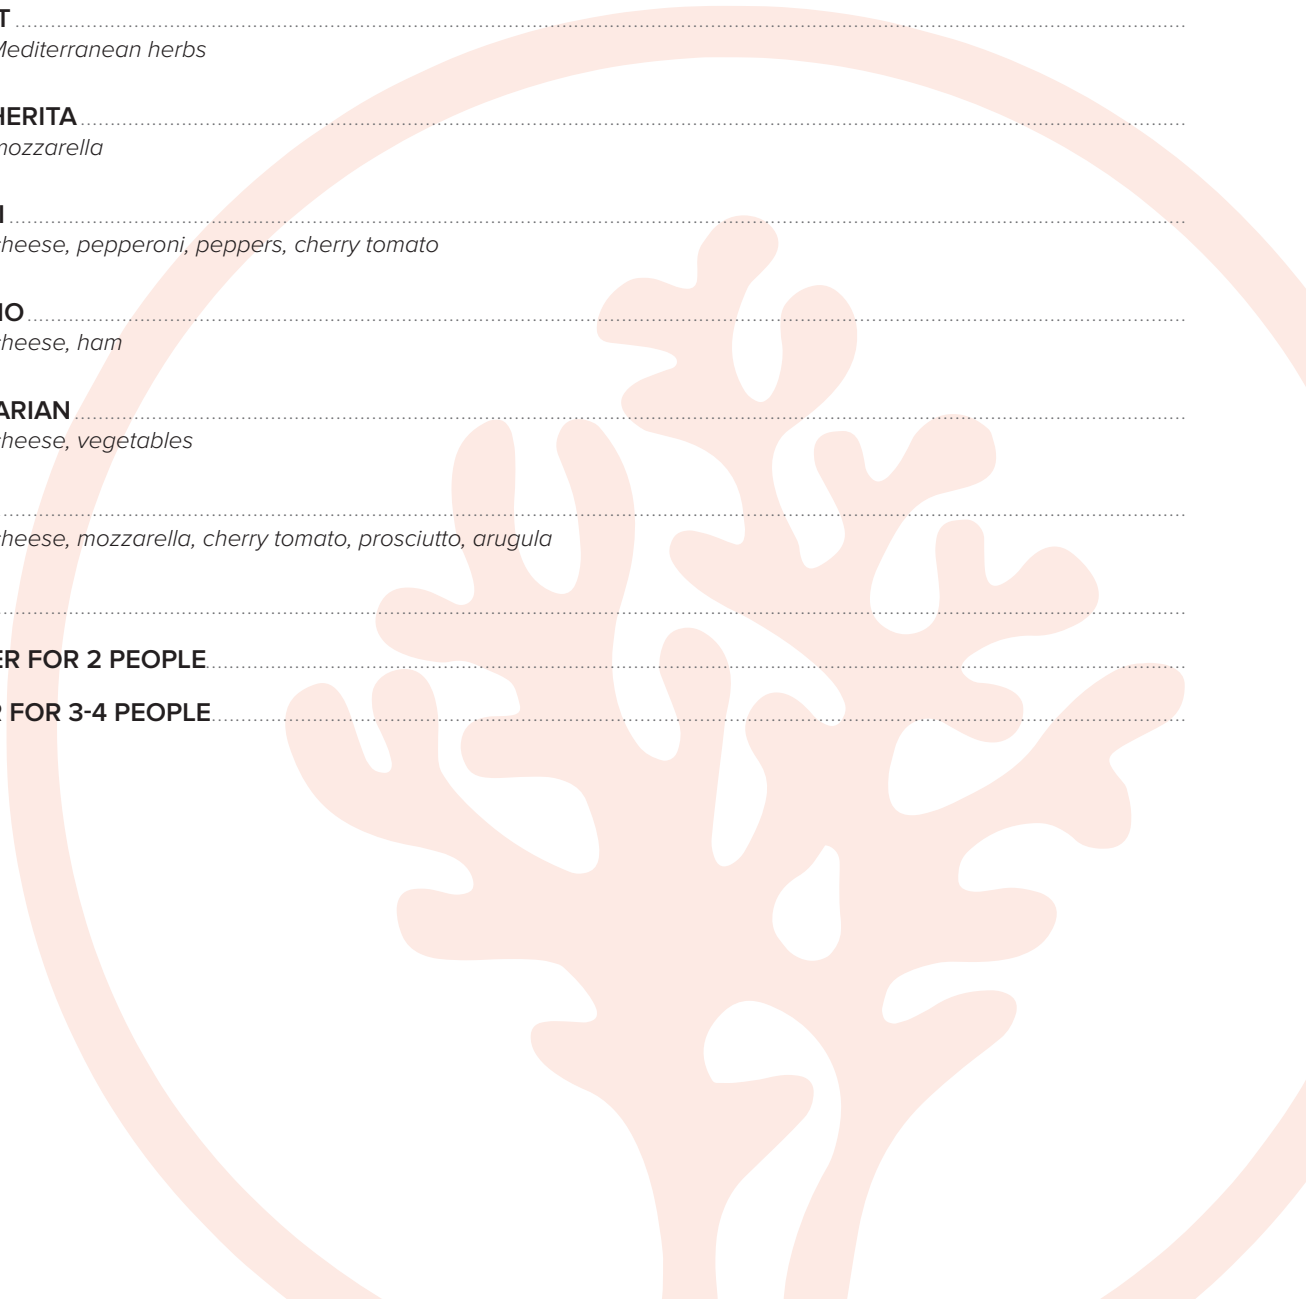 T
Mediterranean herbs
HERITA
mozzarella
I
cheese, pepperoni, peppers, cherry tomato
IO
cheese, ham
ARIAN
cheese, vegetables
cheese, mozzarella, cherry tomato, prosciutto, arugula
ER FOR 2 PEOPLE
R FOR 3-4 PEOPLE